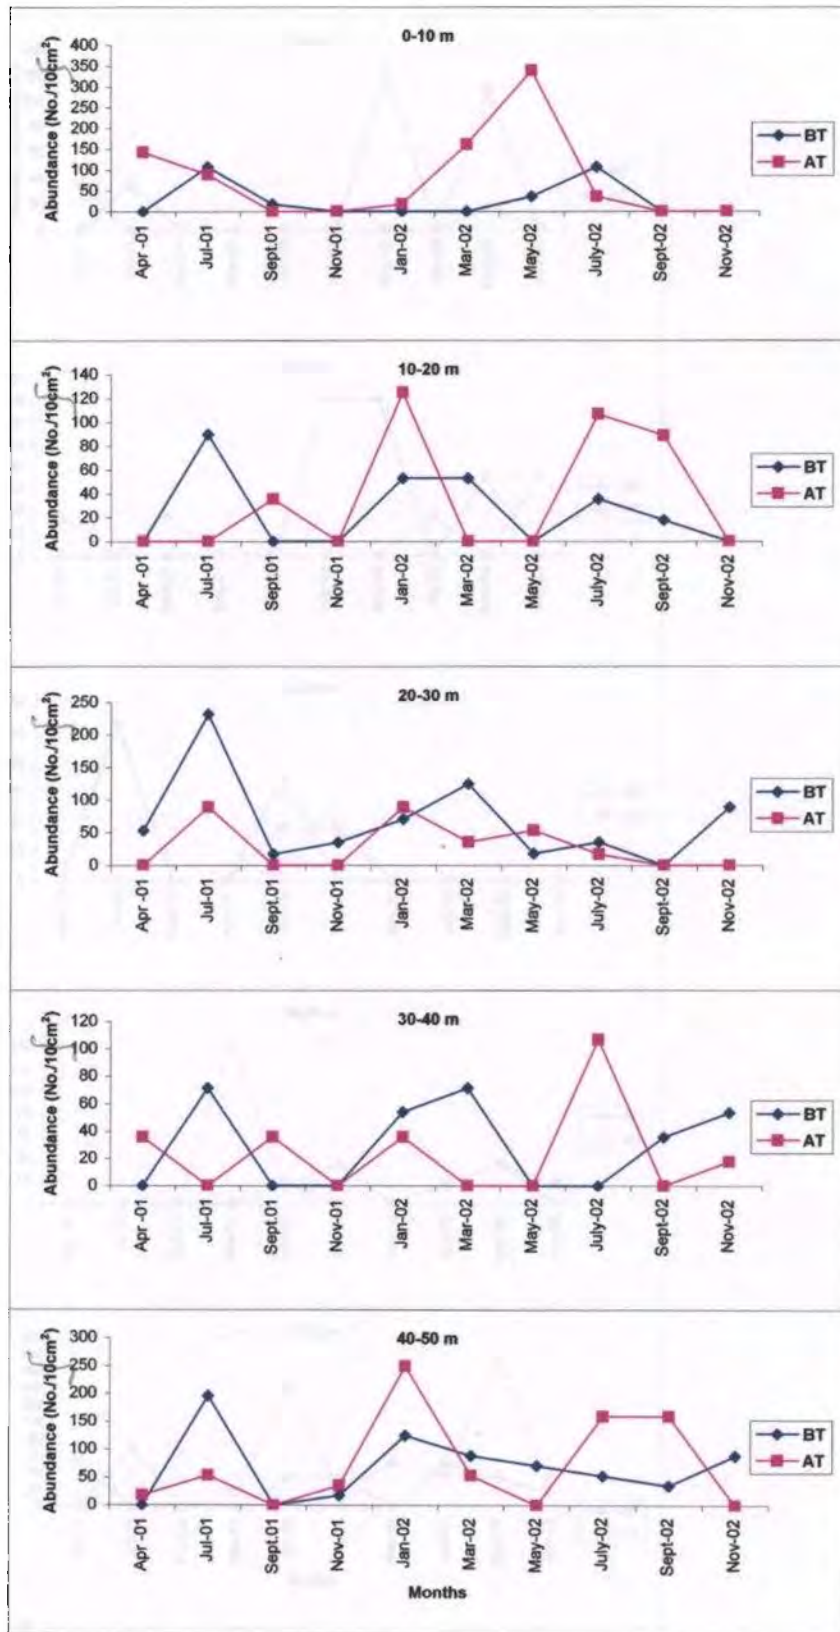 0-10 m
Abundance (No./10cm²)
400
350
300
250
200
150
100
50
0
Apr -01
Jul-01
Sept.01
Nov-01
Jan-02
Mar-02
May-02
July-02
Sept-02
Nov-02
BT
AT
10-20 m
Abundance (No./10cm²)
140
120
100
80
60
40
20
0
Apr -01
Jul-01
Sept.01
Nov-01
Jan-02
Mar-02
May-02
July-02
Sept-02
Nov-02
BT
AT
20-30 m
Abundance (No./10cm²)
250
200
150
100
50
0
Apr -01
Jul-01
Sept.01
Nov-01
Jan-02
Mar-02
May-02
July-02
Sept-02
Nov-02
BT
AT
30-40 m
Abundance (No./10cm²)
120
100
80
60
40
20
0
Apr -01
Jul-01
Sept.01
Nov-01
Jan-02
Mar-02
May-02
July-02
Sept-02
Nov-02
BT
AT
40-50 m
Abundance (No./10cm²)
300
250
200
150
100
50
0
Apr -01
Jul-01
Sept.01
Nov-01
Jan-02
Mar-02
May-02
July-02
Sept-02
Nov-02
BT
AT
Months